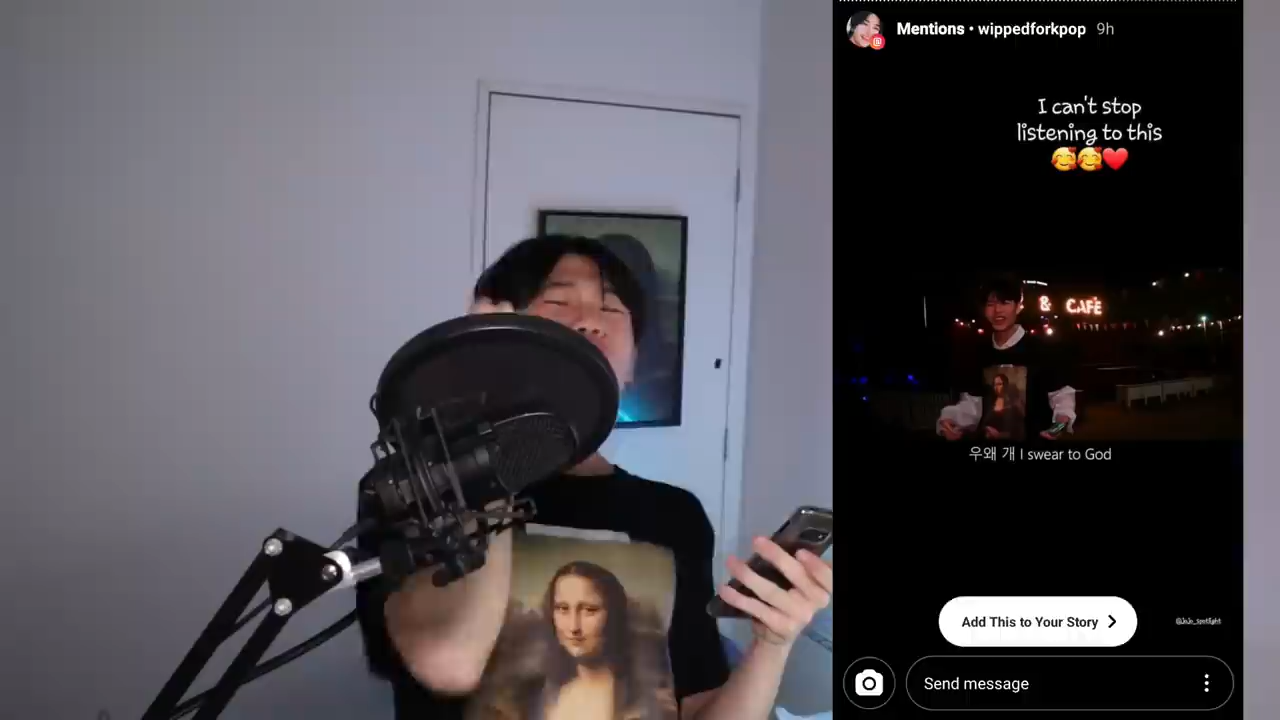 Mentions • wippedforkpop 9h
I can't stop
listening to this
🥰🥰❤️
& CAFE
우왜 개 I swear to God
Add This to Your Story
@JoJo_spotlight
Send message